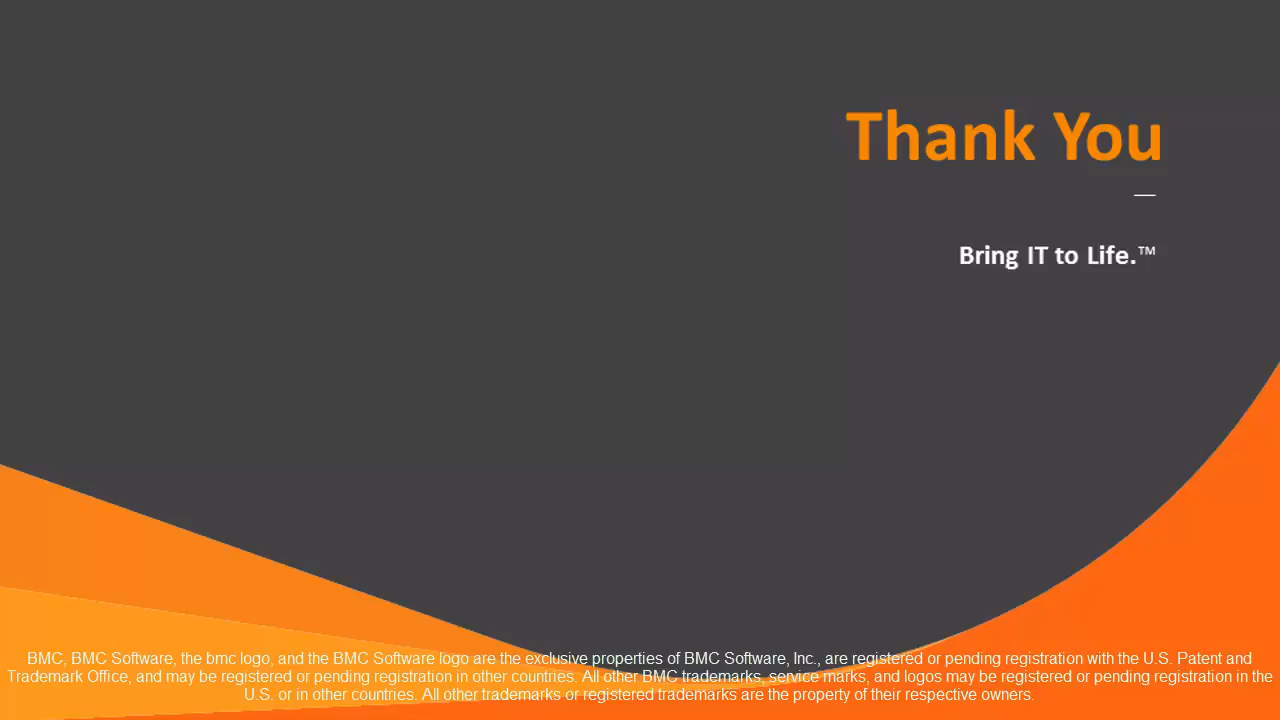 Thank You
Bring IT to Life.™
BMC, BMC Software, the bmc logo, and the BMC Software logo are the exclusive properties of BMC Software, Inc., are registered or pending registration with the U.S. Patent and
Trademark Office, and may be registered or pending registration in other countries. All other BMC trademarks, service marks, and logos may be registered or pending registration in the
U.S. or in other countries. All other trademarks or registered trademarks are the property of their respective owners.